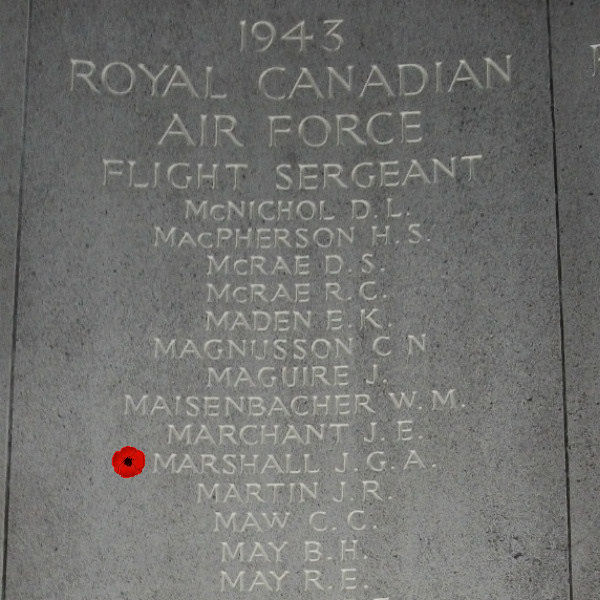 1943
ROYAL CANADIAN
AIR FORCE
FLIGHT SERGEANT
McNICHOL D.L.
MacPHERSON H.S.
McRAE D.S.
McRAE R.C.
MADEN E.K.
MAGNUSSON C N
MAGUIRE J.
MAISENBACHER W.M.
MARCHANT J.E.
MARSHALL J.G.A.
MARTIN J.R.
MAW C.C.
MAY B.H.
MAY R.E.